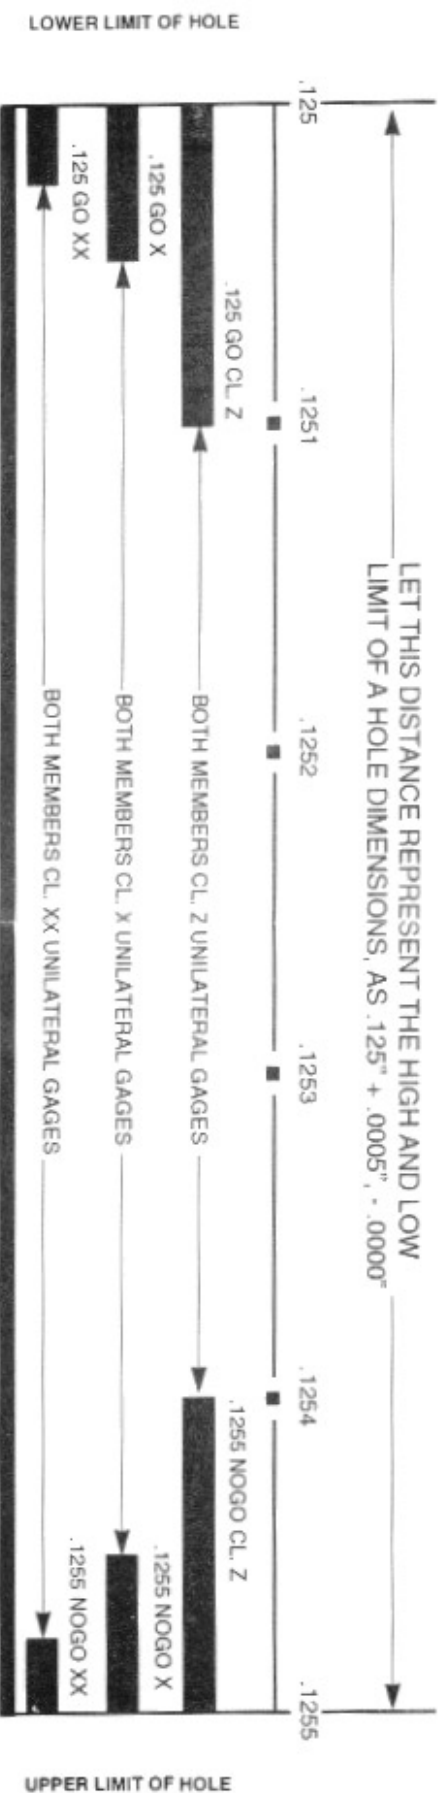 LOWER LIMIT OF HOLE
LET THIS DISTANCE REPRESENT THE HIGH AND LOW
LIMIT OF A HOLE DIMENSIONS, AS .125" + .0005", - .0000"
.125
.1251
.1252
.1253
.1254
.1255
.125 GO CL. Z
BOTH MEMBERS CL. Z UNILATERAL GAGES
.1255 NOGO CL. Z
.125 GO X
BOTH MEMBERS CL. X UNILATERAL GAGES
.1255 NOGO X
.125 GO XX
BOTH MEMBERS CL. XX UNILATERAL GAGES
.1255 NOGO XX
UPPER LIMIT OF HOLE